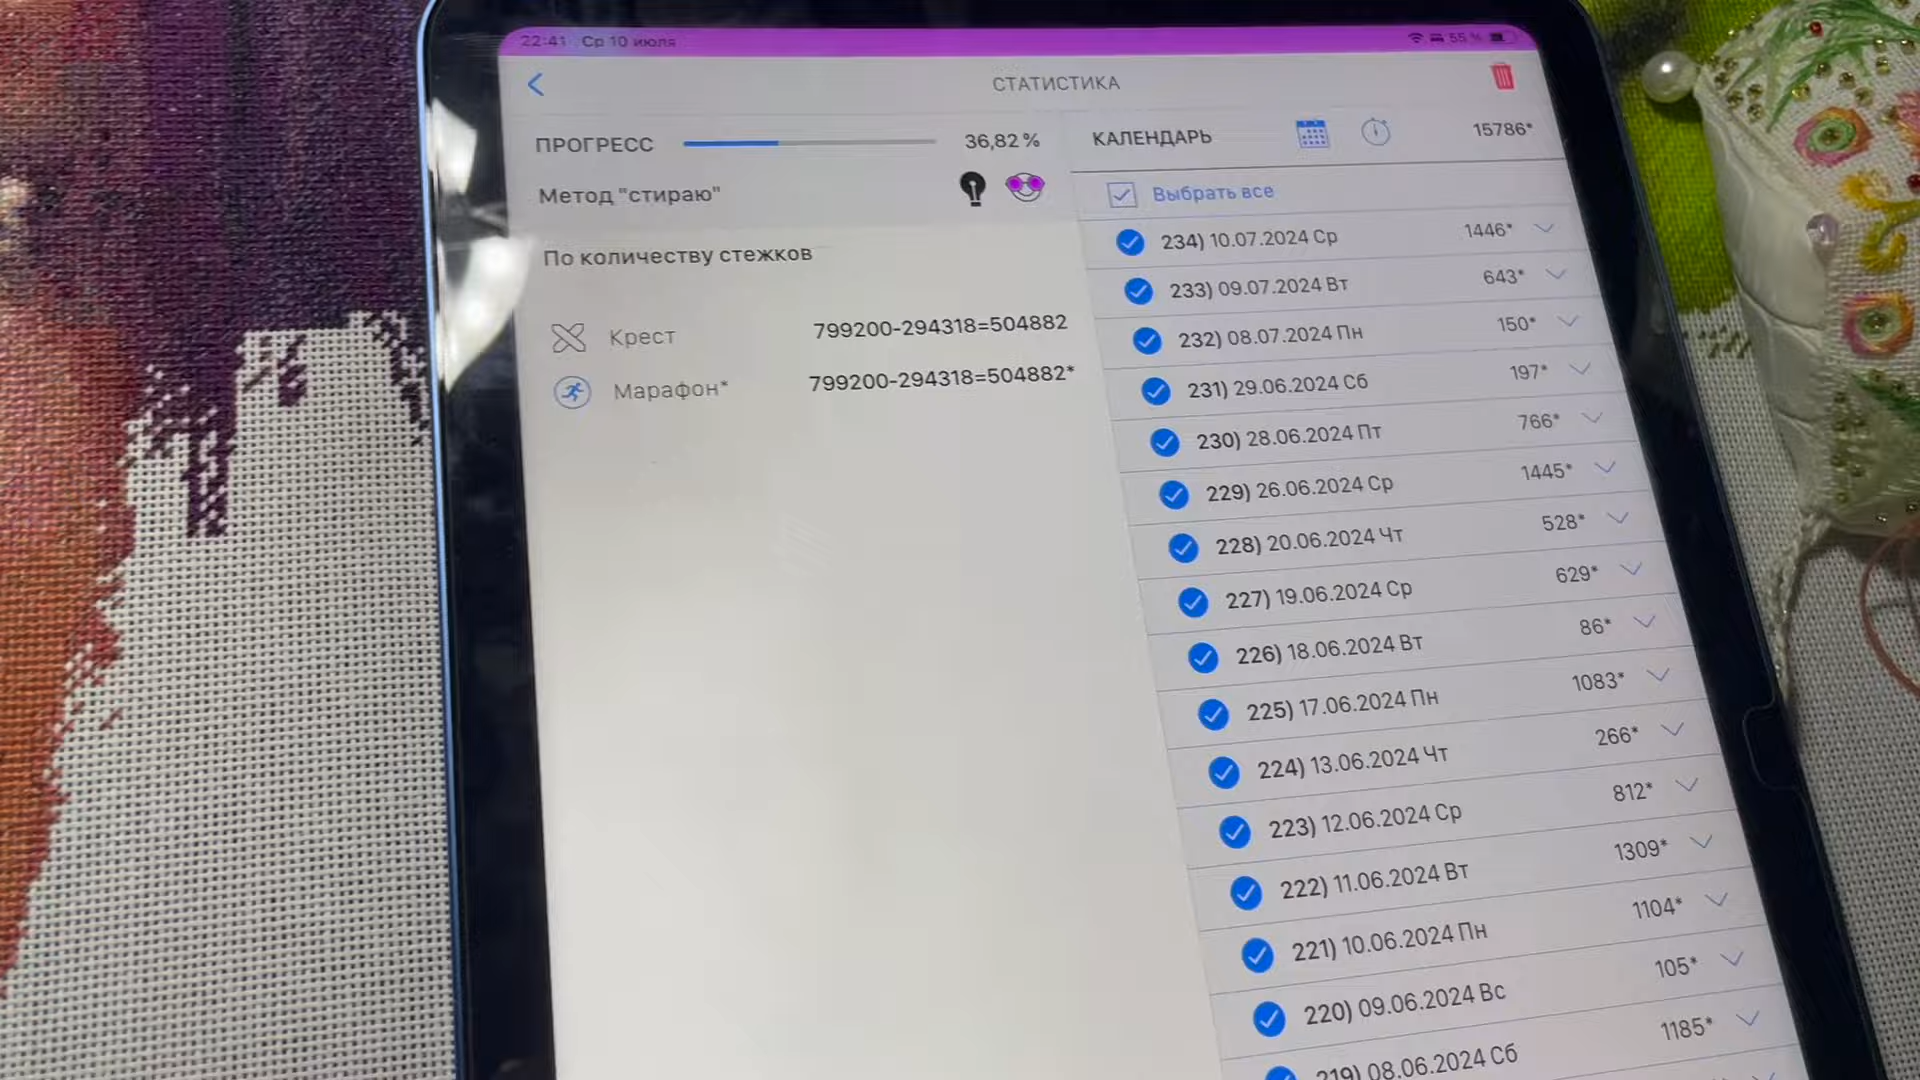 22:41 Ср 10 июля
55 %
СТАТИСТИКА
ПРОГРЕСС 36,82 %
Метод "стираю"
По количеству стежков
Крест 799200-294318=504882
Марафон* 799200-294318=504882*
КАЛЕНДАРЬ 15786*
Выбрать все
234) 10.07.2024 Ср 1446*
233) 09.07.2024 Вт 643*
232) 08.07.2024 Пн 150*
231) 29.06.2024 Сб 197*
230) 28.06.2024 Пт 766*
229) 26.06.2024 Ср 1445*
228) 20.06.2024 Чт 528*
227) 19.06.2024 Ср 629*
226) 18.06.2024 Вт 86*
225) 17.06.2024 Пн 1083*
224) 13.06.2024 Чт 266*
223) 12.06.2024 Ср 812*
222) 11.06.2024 Вт 1309*
221) 10.06.2024 Пн 1104*
220) 09.06.2024 Вс 105*
219) 08.06.2024 Сб 1185*